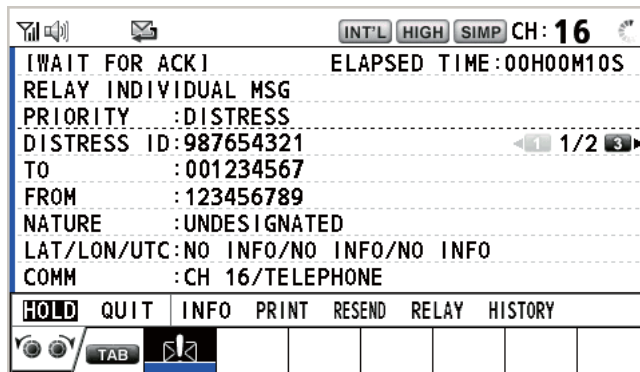 INT'L HIGH SIMP CH: 16
[WAIT FOR ACK] ELAPSED TIME:00H00M10S
RELAY INDIVIDUAL MSG
PRIORITY :DISTRESS
DISTRESS ID:987654321 1 1/2 3
TO :001234567
FROM :123456789
NATURE :UNDESIGNATED
LAT/LON/UTC:NO INFO/NO INFO/NO INFO
COMM :CH 16/TELEPHONE
HOLD QUIT INFO PRINT RESEND RELAY HISTORY
TAB